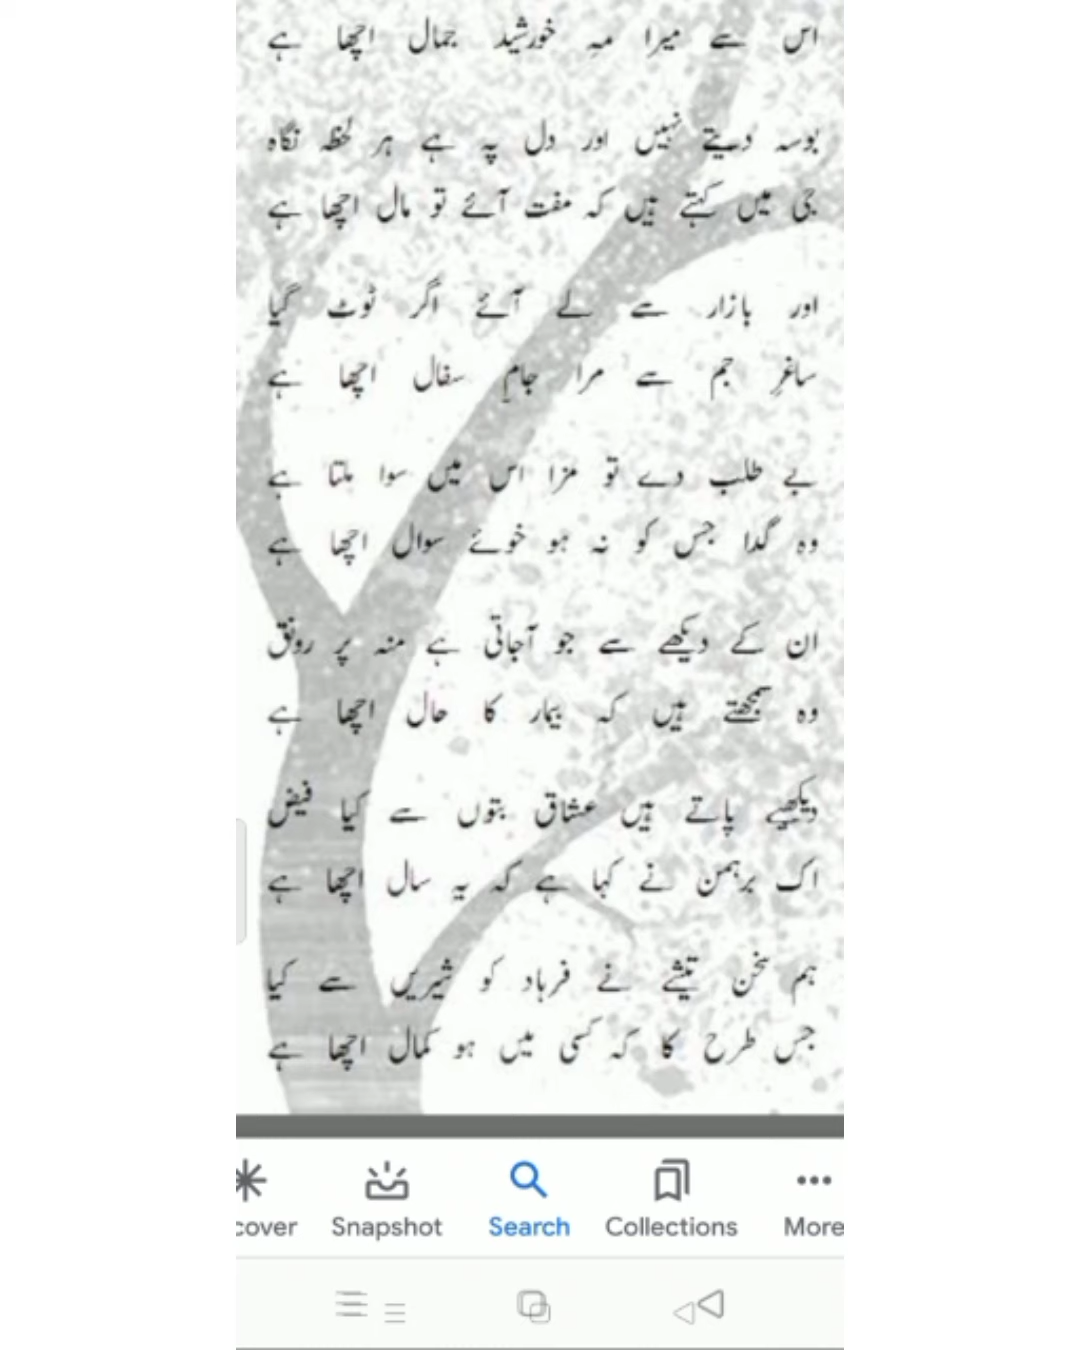 اس سے میرا مہ خورشید جمال اچھا ہے
بوسہ دیتے نہیں اور دل پہ ہے ہر لحظہ نگاہ
جی میں کہتے ہیں کہ مفت آئے تو مال اچھا ہے
اور بازار سے لے آئے اگر ٹوٹ گیا
ساغرِ جم سے مرا جامِ سفال اچھا ہے
بے طلب دے تو مزا اس میں سوا ملتا ہے
وہ گدا جس کو نہ ہو خوئے سوال اچھا ہے
ان کے دیکھے سے جو آجاتی ہے منہ پر رونق
وہ سمجھتے ہیں کہ بیمار کا حال اچھا ہے
دیکھیے پاتے ہیں عشاق بتوں سے کیا فیض
اک برہمن نے کہا ہے کہ یہ سال اچھا ہے
ہم سخن تیشے نے فرہاد کو شیریں سے کیا
جس طرح کا کہ کسی میں ہو کمال اچھا ہے
cover Snapshot Search Collections More